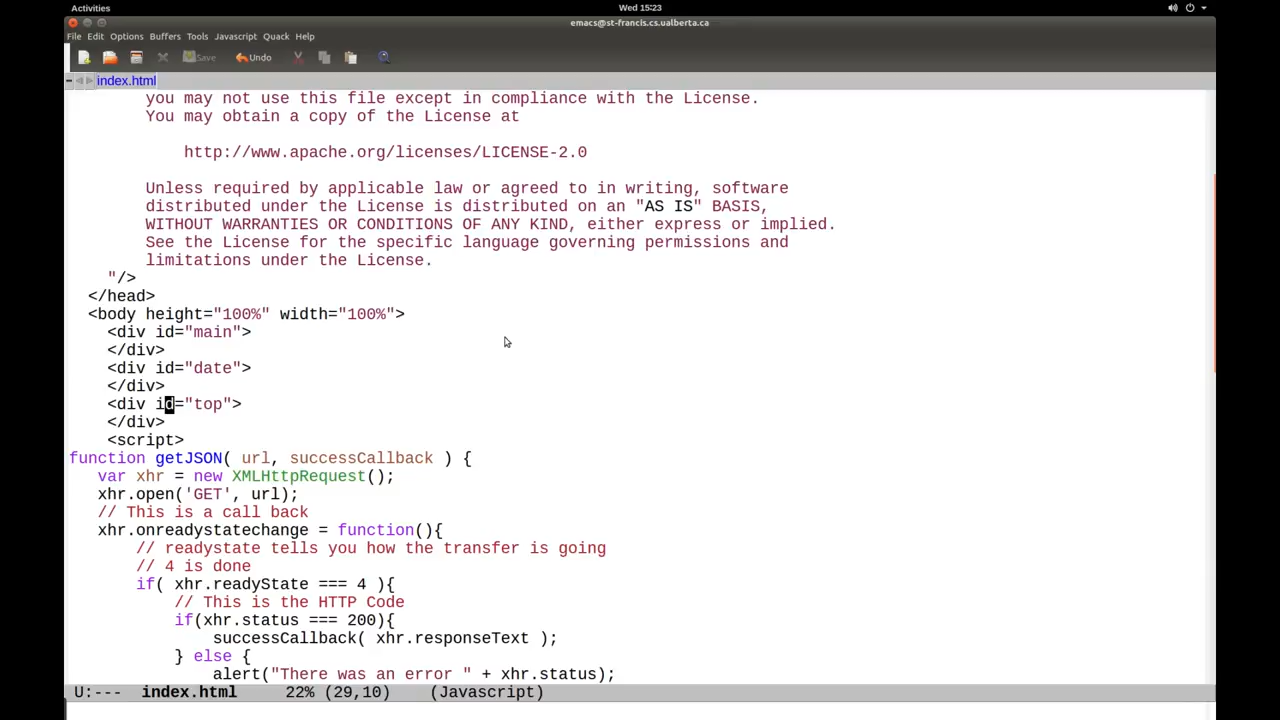 Activities
Wed 15:23
emacs@st-francis.cs.ualberta.ca
File Edit Options Buffers Tools Javascript Quack Help
Save Undo
index.html
you may not use this file except in compliance with the License.
You may obtain a copy of the License at
http://www.apache.org/licenses/LICENSE-2.0
Unless required by applicable law or agreed to in writing, software
distributed under the License is distributed on an "AS IS" BASIS,
WITHOUT WARRANTIES OR CONDITIONS OF ANY KIND, either express or implied.
See the License for the specific language governing permissions and
limitations under the License.
"/>
</head>
<body height="100%" width="100%">
<div id="main">
</div>
<div id="date">
</div>
<div id="top">
</div>
<script>
function getJSON( url, successCallback ) {
var xhr = new XMLHttpRequest();
xhr.open('GET', url);
// This is a call back
xhr.onreadystatechange = function(){
// readystate tells you how the transfer is going
// 4 is done
if( xhr.readyState === 4 ){
// This is the HTTP Code
if(xhr.status === 200){
successCallback( xhr.responseText );
} else {
alert("There was an error " + xhr.status);
U:--- index.html 22% (29,10) (Javascript)